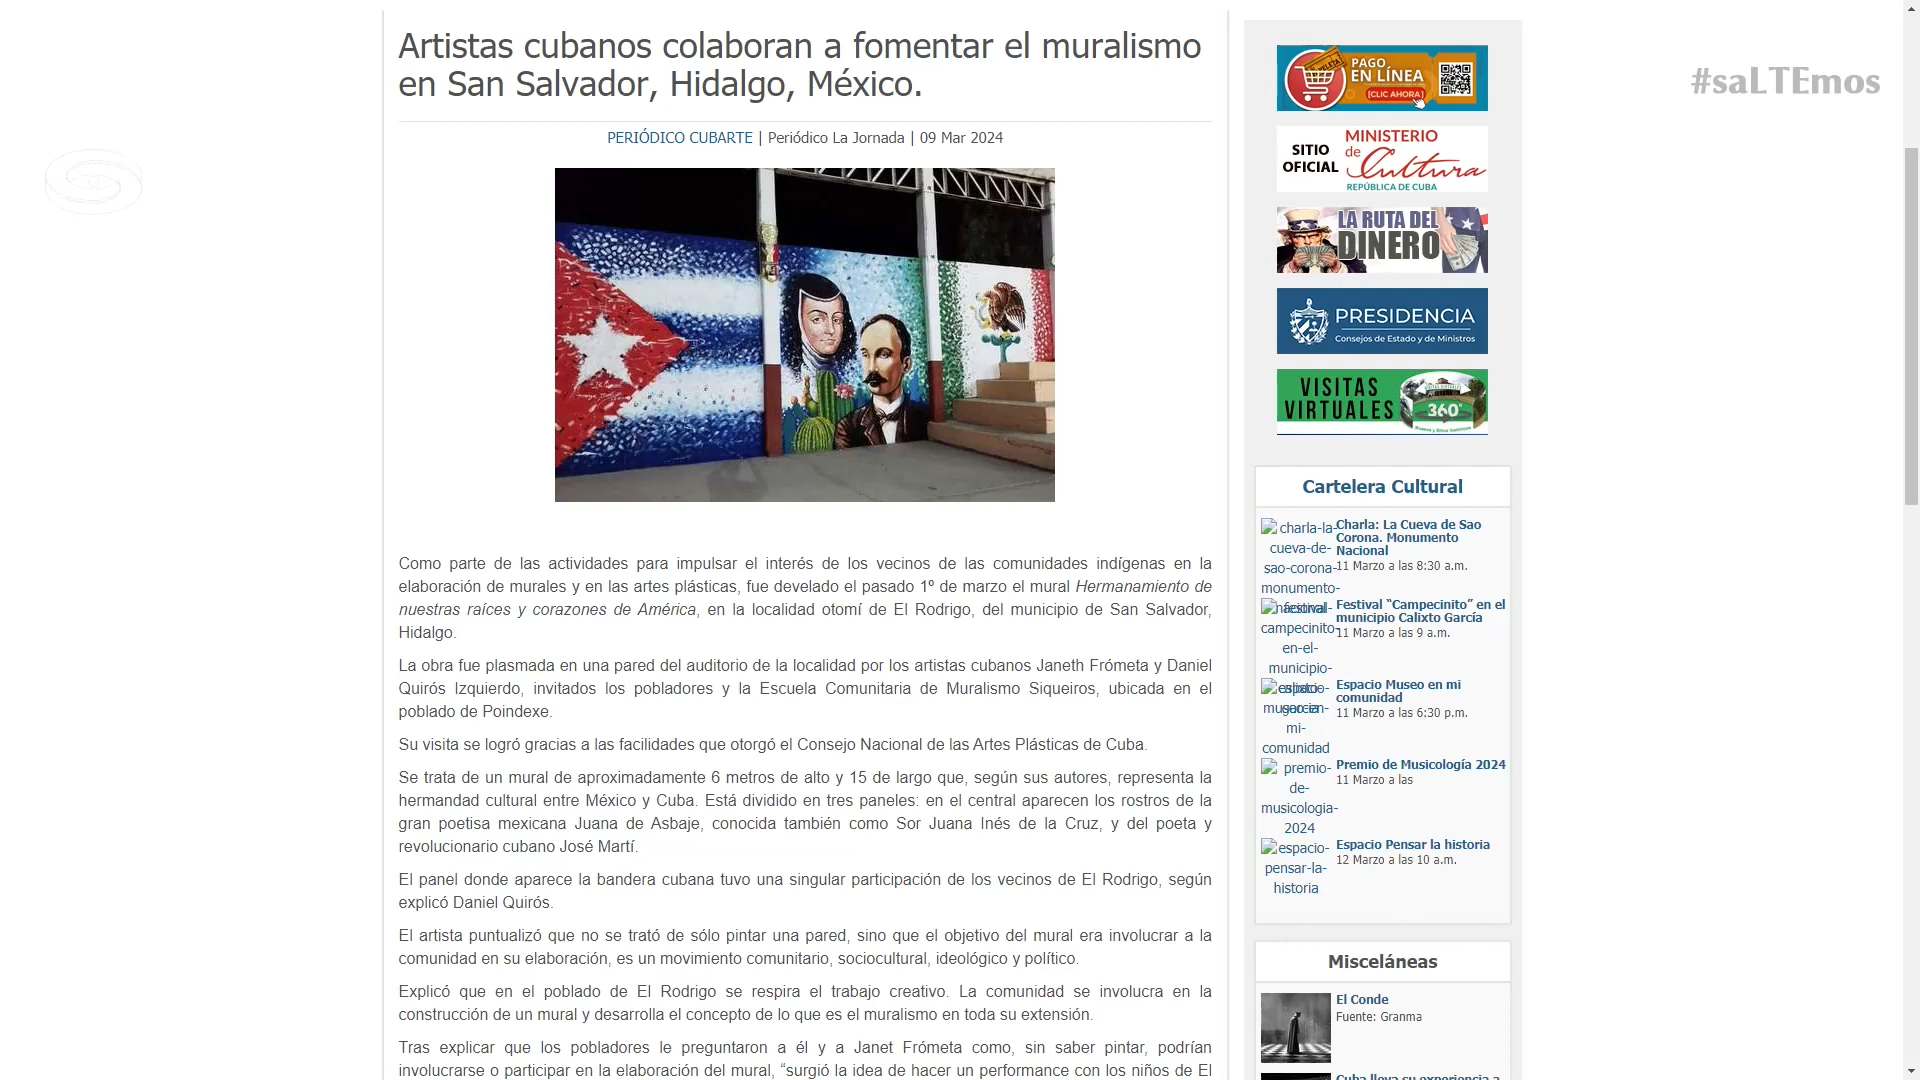 Artistas cubanos colaboran a fomentar el muralismo
en San Salvador, Hidalgo, México.
PERIÓDICO CUBARTE | Periódico La Jornada | 09 Mar 2024
Como parte de las actividades para impulsar el interés de los vecinos de las comunidades indígenas en la
elaboración de murales y en las artes plásticas, fue develado el pasado 1º de marzo el mural Hermanamiento de
nuestras raíces y corazones de América, en la localidad otomí de El Rodrigo, del municipio de San Salvador,
Hidalgo.
La obra fue plasmada en una pared del auditorio de la localidad por los artistas cubanos Janeth Frómeta y Daniel
Quirós Izquierdo, invitados los pobladores y la Escuela Comunitaria de Muralismo Siqueiros, ubicada en el
poblado de Poindexe.
Su visita se logró gracias a las facilidades que otorgó el Consejo Nacional de las Artes Plásticas de Cuba.
Se trata de un mural de aproximadamente 6 metros de alto y 15 de largo que, según sus autores, representa la
hermandad cultural entre México y Cuba. Está dividido en tres paneles: en el central aparecen los rostros de la
gran poetisa mexicana Juana de Asbaje, conocida también como Sor Juana Inés de la Cruz, y del poeta y
revolucionario cubano José Martí.
El panel donde aparece la bandera cubana tuvo una singular participación de los vecinos de El Rodrigo, según
explicó Daniel Quirós.
El artista puntualizó que no se trató de sólo pintar una pared, sino que el objetivo del mural era involucrar a la
comunidad en su elaboración, es un movimiento comunitario, sociocultural, ideológico y político.
Explicó que en el poblado de El Rodrigo se respira el trabajo creativo. La comunidad se involucra en la
construcción de un mural y desarrolla el concepto de lo que es el muralismo en toda su extensión.
Tras explicar que los pobladores le preguntaron a él y a Janet Frómeta como, sin saber pintar, podrían
involucrarse o participar en la elaboración del mural, “surgió la idea de hacer un performance con los niños de El
PAGO
EN LÍNEA
(CLIC AHORA)
SITIO
OFICIAL
MINISTERIO
de
Cultura
REPÚBLICA DE CUBA
LA RUTA DEL
DINERO
PRESIDENCIA
Consejos de Estado y de Ministros
VISITAS
VIRTUALES
360°
Cartelera Cultural
charla-la-
cueva-de-
sao-corona-
monumento-
Charla: La Cueva de Sao
Corona. Monumento
Nacional
11 Marzo a las 8:30 a.m.
festival-
campecinito-
en-el-
municipio-
Festival “Campecinito” en el
municipio Calixto García
11 Marzo a las 9 a.m.
espacio-
museo-en-
mi-
comunidad
Espacio Museo en mi
comunidad
11 Marzo a las 6:30 p.m.
premio-
de-
musicologia-
2024
Premio de Musicología 2024
11 Marzo a las
espacio-
pensar-la-
historia
Espacio Pensar la historia
12 Marzo a las 10 a.m.
Misceláneas
El Conde
Fuente: Granma
Cuba lleva su experiencia a
#saLTEmos